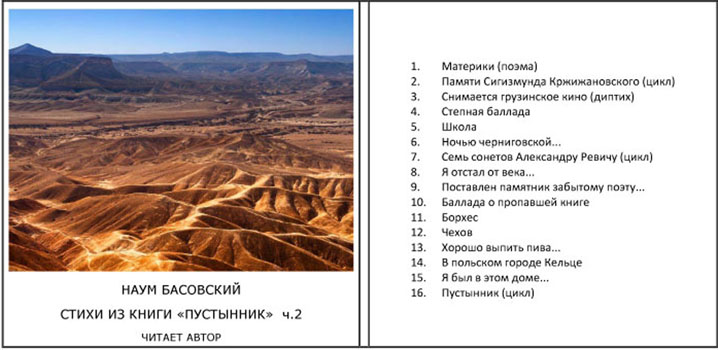 НАУМ БАСОВСКИЙ
СТИХИ ИЗ КНИГИ «ПУСТЫННИК» ч.2
ЧИТАЕТ АВТОР
1. Материки (поэма)
2. Памяти Сигизмунда Кржижановского (цикл)
3. Снимается грузинское кино (диптих)
4. Степная баллада
5. Школа
6. Ночью черниговской...
7. Семь сонетов Александру Ревичу (цикл)
8. Я отстал от века...
9. Поставлен памятник забытому поэту...
10. Баллада о пропавшей книге
11. Борхес
12. Чехов
13. Хорошо выпить пива...
14. В польском городе Кельце
15. Я был в этом доме...
16. Пустынник (цикл)